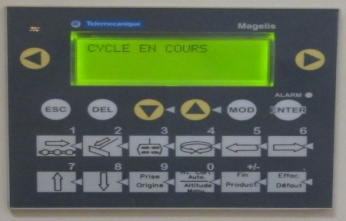 Telemecanique Magelis
CYCLE EN COURS
ALARM
ESC DEL MOD ENTER
1 2 3 4 5 6
7 8 9 0 +/-
Prise Origine
Auto. Altitude Manu
Fin Product.
Effac. Défaut